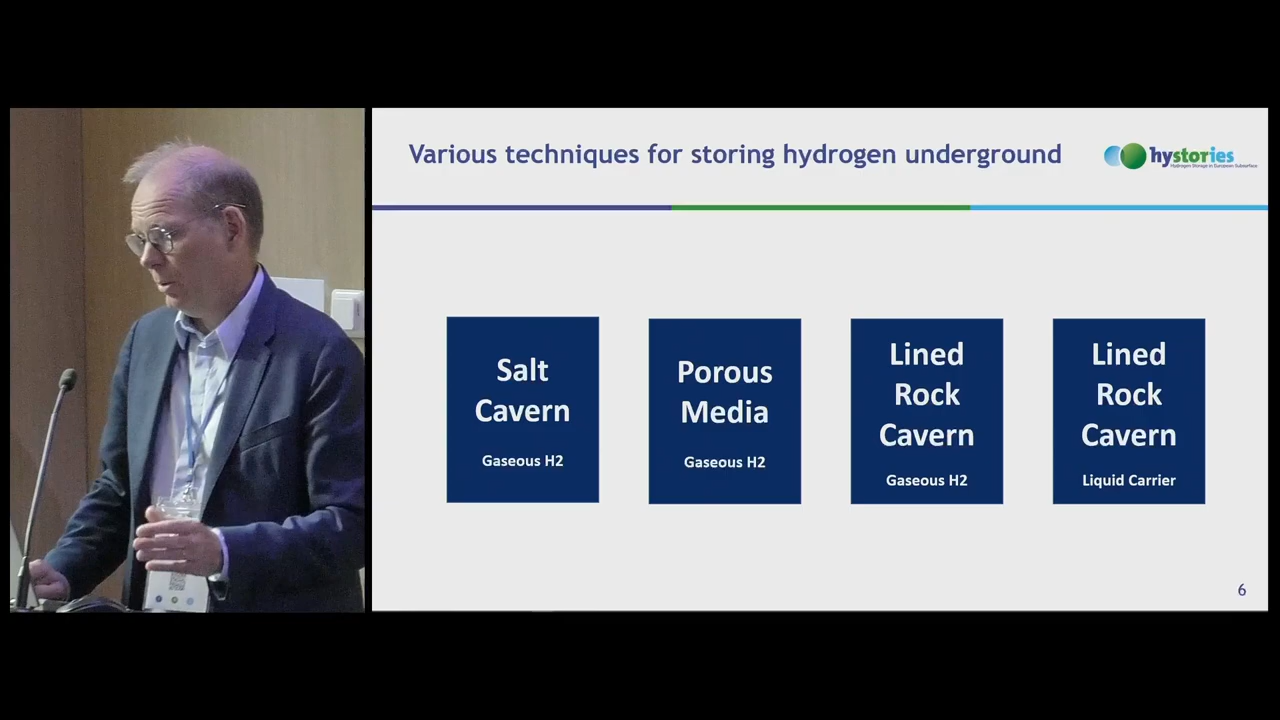 Various techniques for storing hydrogen underground
hystories
Hydrogen Storage in European Subsurface
Salt
Cavern
Gaseous H2
Porous
Media
Gaseous H2
Lined
Rock
Cavern
Gaseous H2
Lined
Rock
Cavern
Liquid Carrier
6